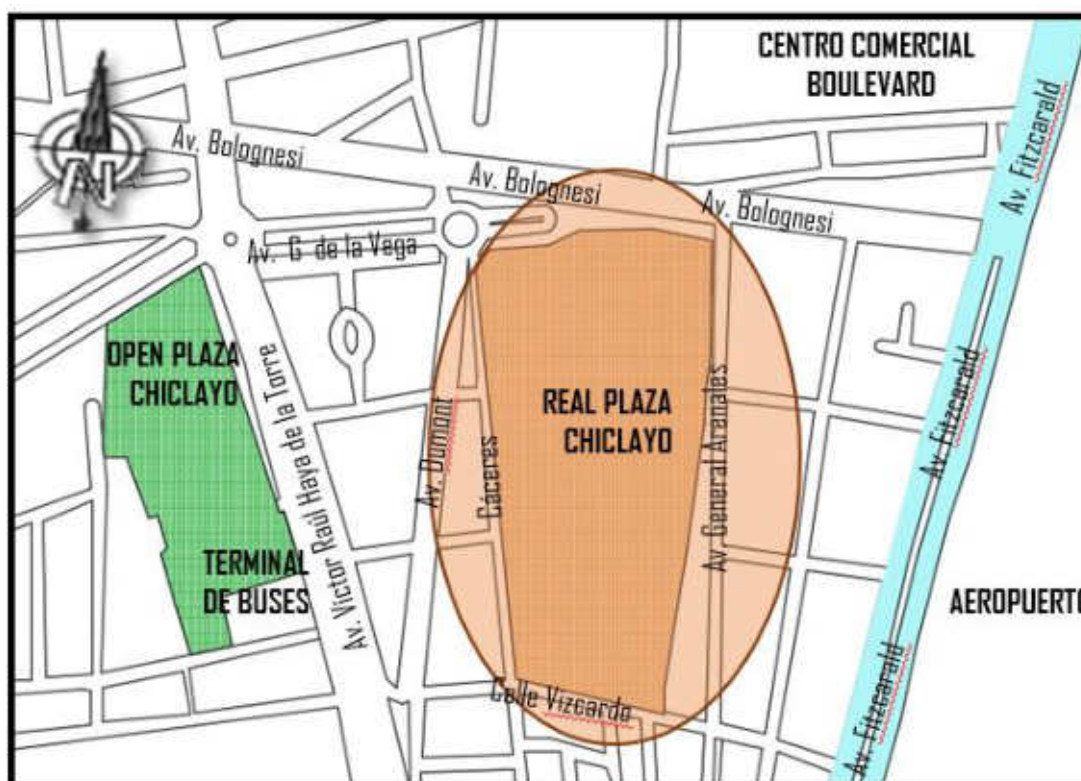 CENTRO COMERCIAL
BOULEVARD
Av. Fitzcarald
Av. Bolognesi
Av. Bolognesi
Av. Bolognesi
N
Av. G de la Vega
OPEN PLAZA
CHICLAYO
Av. Victor Raúl Haya de la Torre
Av. Dumont
Cáceres
REAL PLAZA
CHICLAYO
Av General Aranales
Av Fitzcarald
TERMINAL
DE BUSES
AEROPUERTO
Calle Vizcardo
Av. Fitzcarald